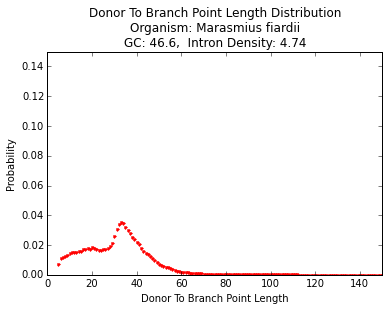 Donor To Branch Point Length Distribution
Organism: Marasmius fiardii
GC: 46.6,  Intron Density: 4.74
0.14
0.12
0.10
0.08
0.06
0.04
0.02
0.00
Probability
0 20 40 60 80 100 120 140
Donor To Branch Point Length